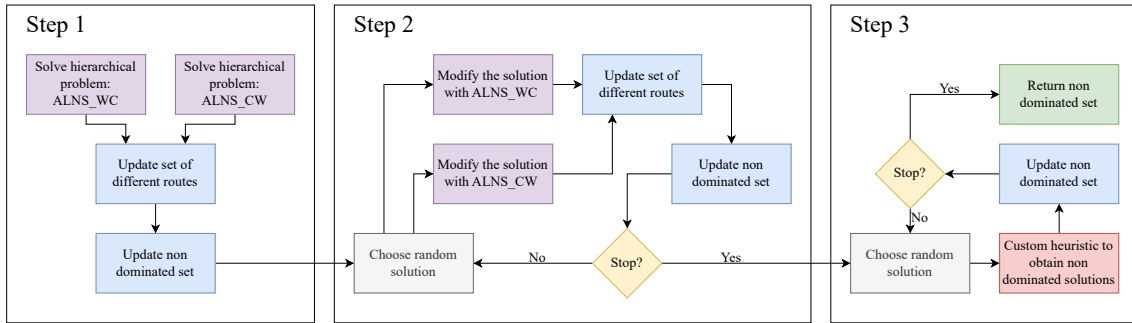 Step 1
Solve hierarchical
problem:
ALNS_WC
Solve hierarchical
problem:
ALNS_CW
Update set of
different routes
Update non
dominated set
Step 2
Modify the solution
with ALNS_WC
Update set of
different routes
Modify the solution
with ALNS_CW
Update non
dominated set
Choose random
solution
No
Stop?
Yes
Step 3
Yes
Return non
dominated set
Stop?
Update non
dominated set
No
Choose random
solution
Custom heuristic to
obtain non
dominated solutions